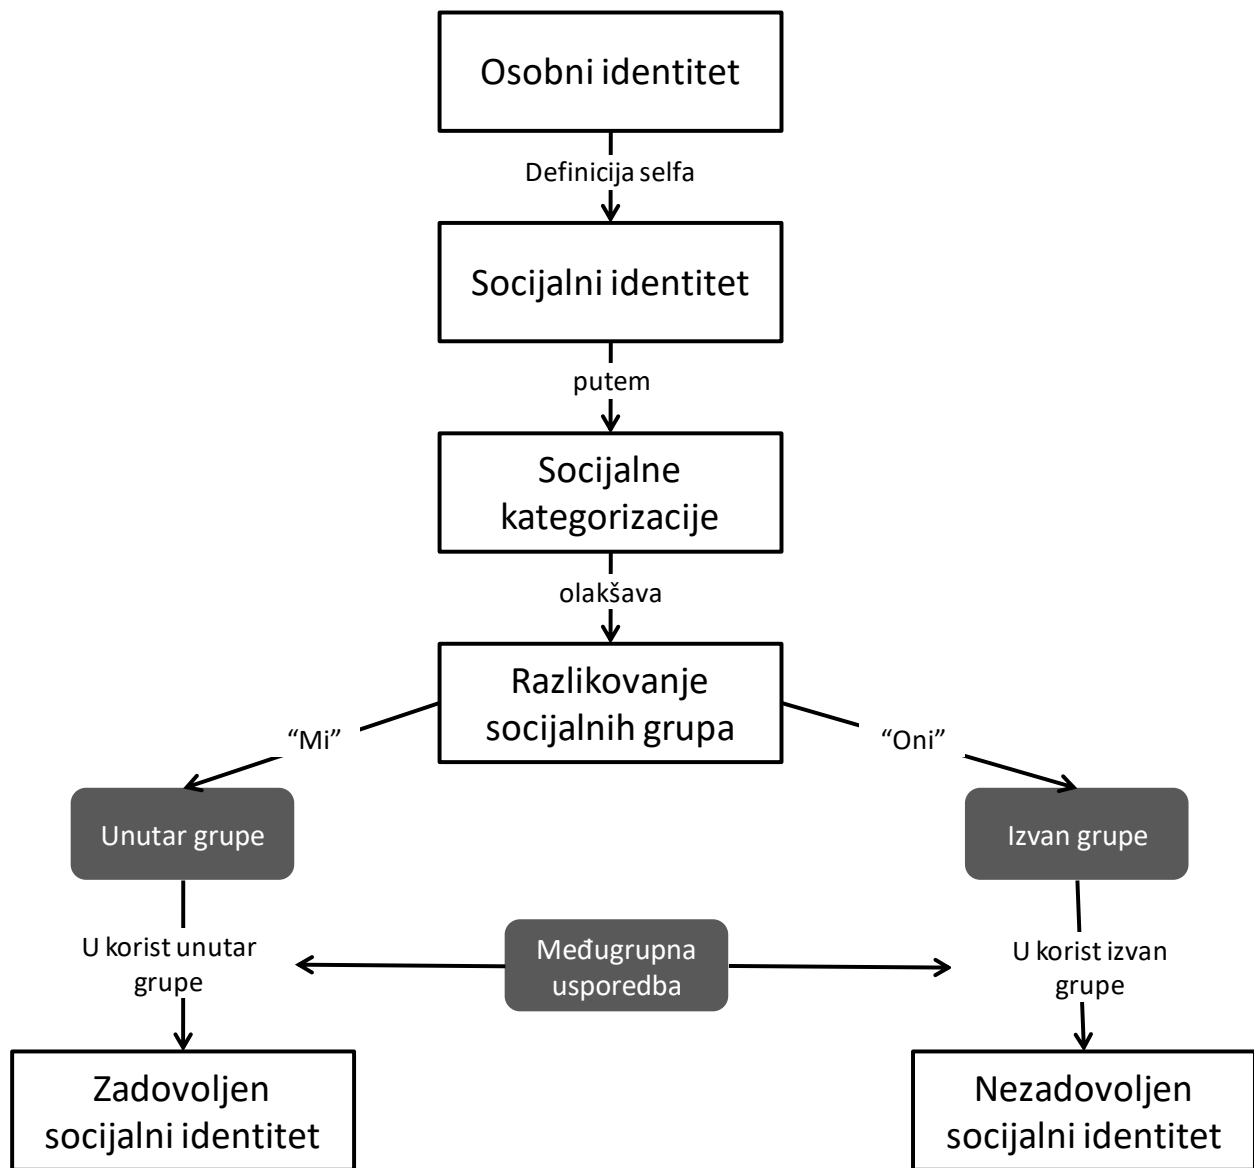 Osobni identitet
Definicija selfa
Socijalni identitet
putem
Socijalne
kategorizacije
olakšava
Razlikovanje
socijalnih grupa
“Mi”
“Oni”
Unutar grupe
Izvan grupe
U korist unutar
grupe
Međugrupna
usporedba
U korist izvan
grupe
Zadovoljen
socijalni identitet
Nezadovoljen
socijalni identitet